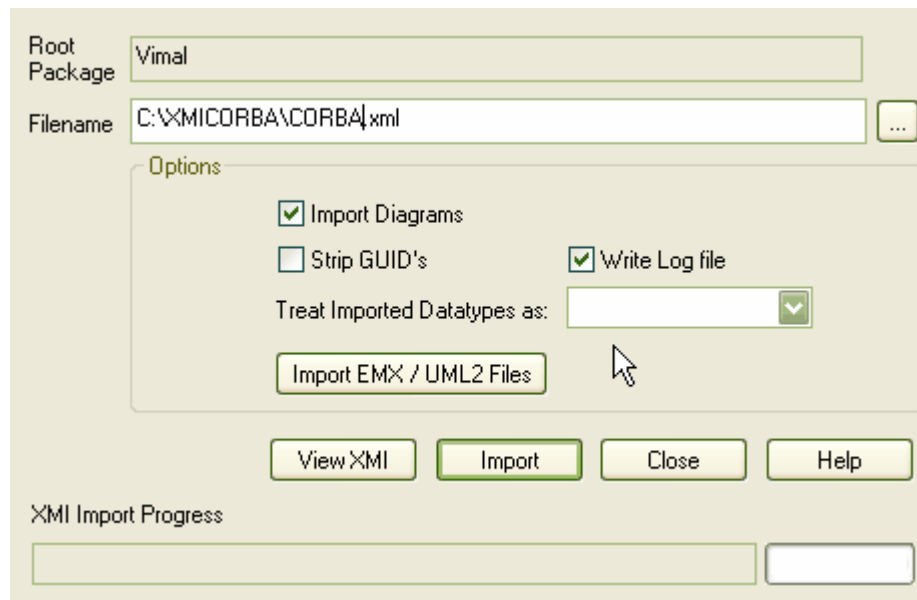 Root
Package
Vimal
Filename
C:\XMICORBA\CORBA.xml
...
Options
Import Diagrams
Strip GUID's
Write Log file
Treat Imported Datatypes as:
Import EMX / UML2 Files
View XMI
Import
Close
Help
XMI Import Progress